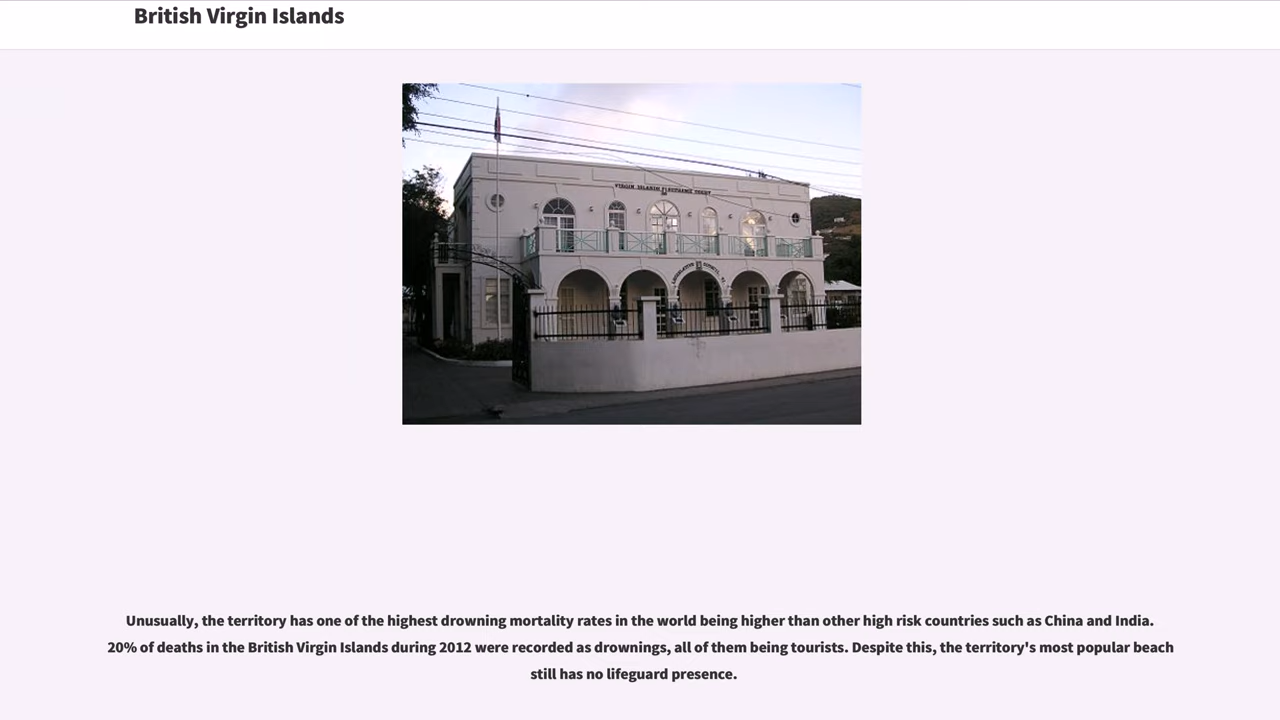 British Virgin Islands
VIRGIN ISLANDS SUPREME COURT
LEGISLATIVE COUNCIL
Unusually, the territory has one of the highest drowning mortality rates in the world being higher than other high risk countries such as China and India.
20% of deaths in the British Virgin Islands during 2012 were recorded as drownings, all of them being tourists. Despite this, the territory's most popular beach
still has no lifeguard presence.